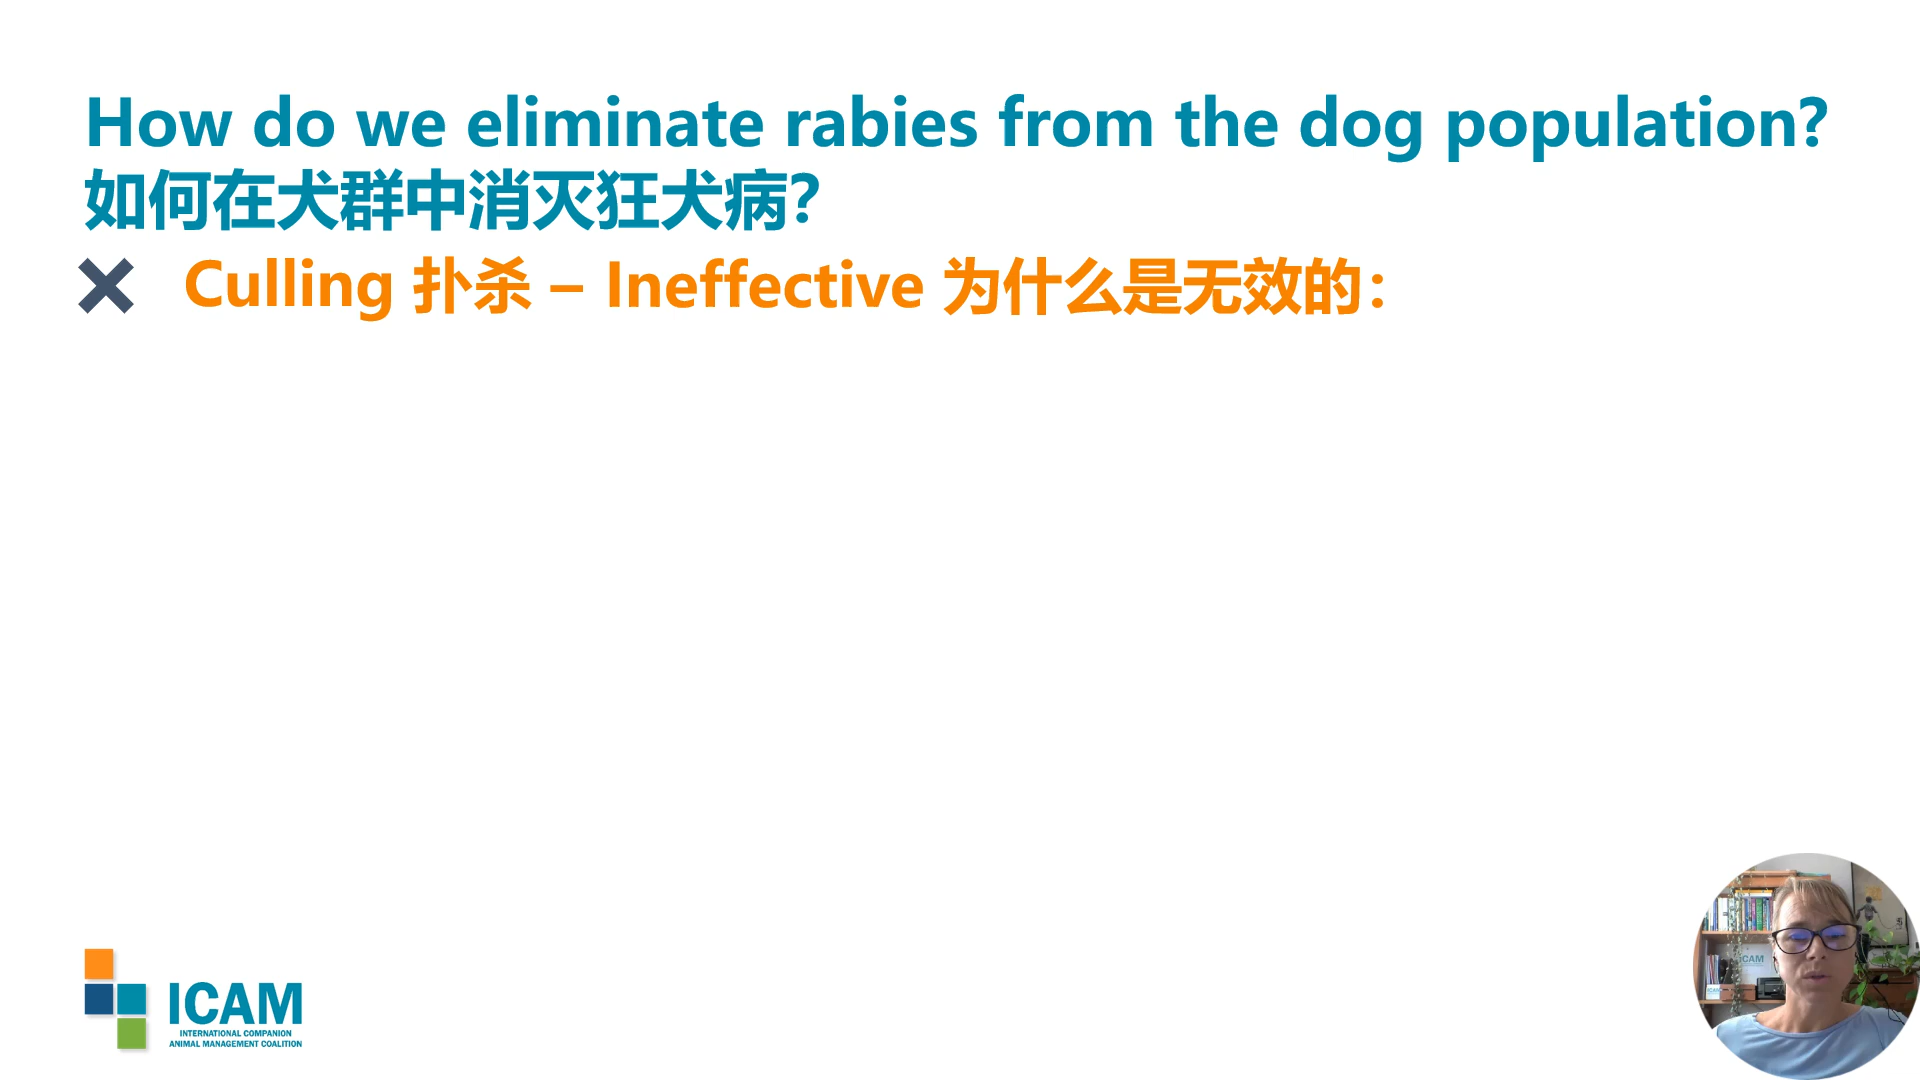 How do we eliminate rabies from the dog population?
如何在犬群中消灭狂犬病？
Culling 扑杀 – Ineffective 为什么是无效的：
ICAM
INTERNATIONAL COMPANION
ANIMAL MANAGEMENT COALITION
ICAM